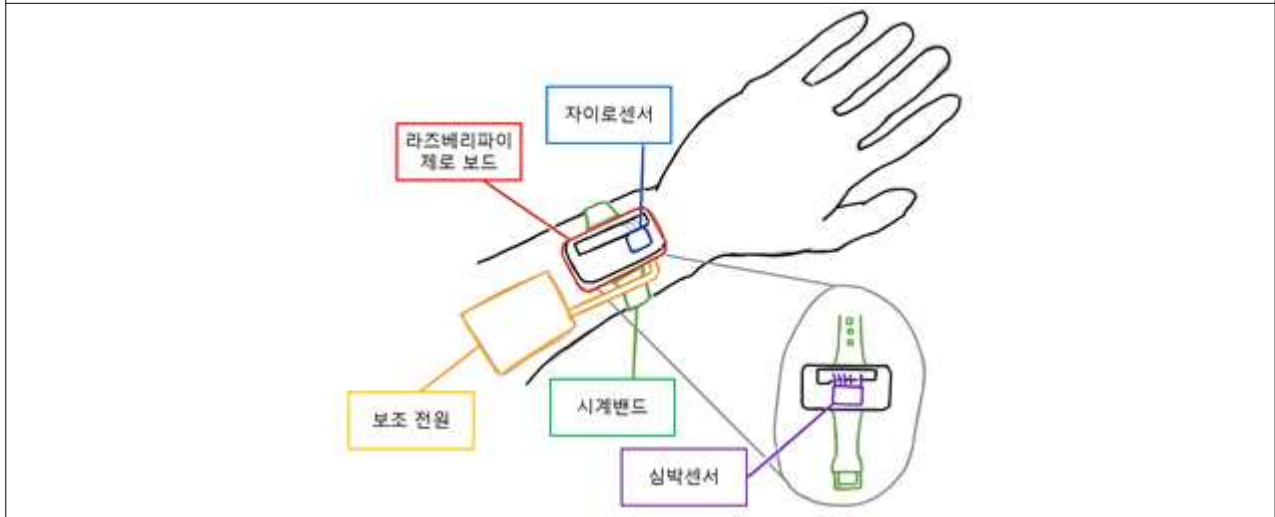 자이로센서
라즈베리파이
제로 보드
보조 전원
시계밴드
심박센서